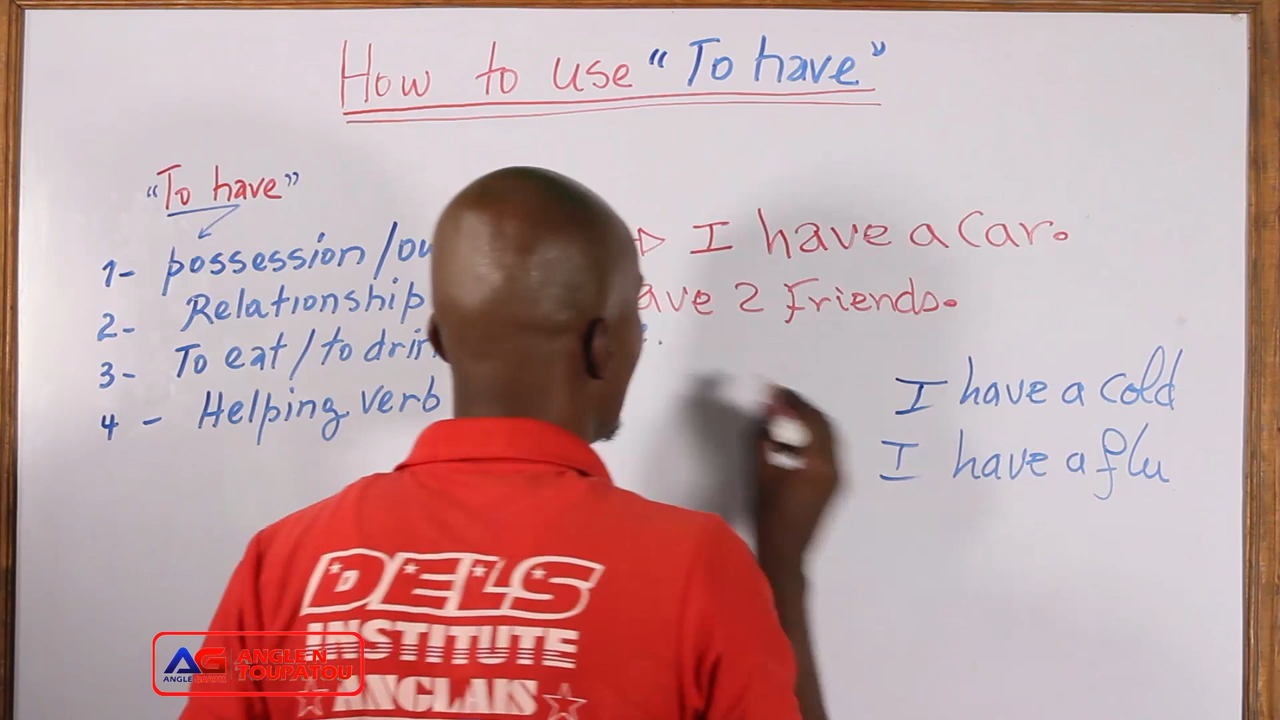 How to use "To have"
"To have"
1- possession /ow
I have a car.
2- Relationship
ave 2 Friends.
3- To eat / to drin
4- Helping verb
I have a cold
I have a flu
DELS
INSTITUTE
ANGLAIS
AG ANGLE N
TOUPATOU